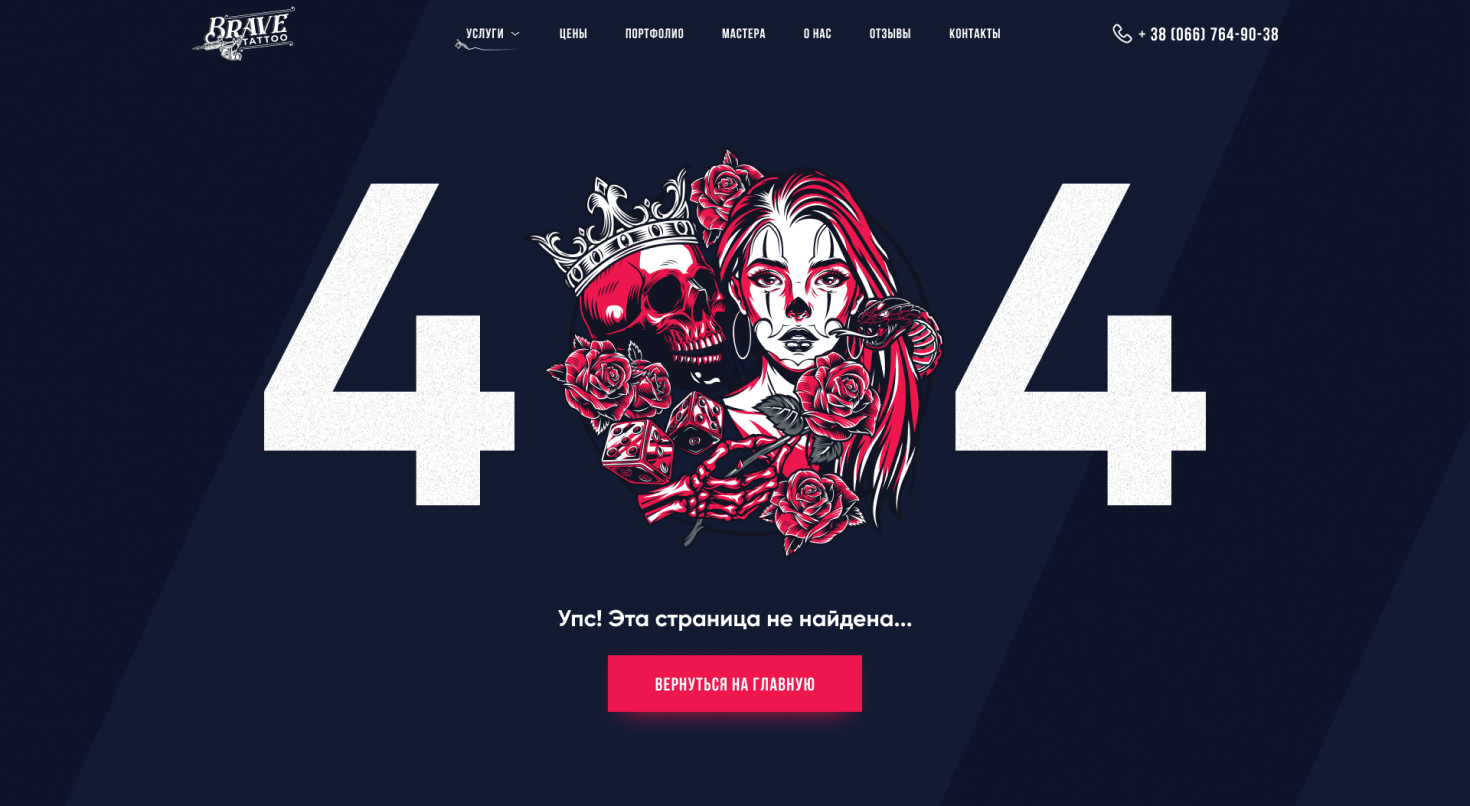 BRAVE
TATTOO
УСЛУГИ
ЦЕНЫ
ПОРТФОЛИО
МАСТЕРА
О НАС
ОТЗЫВЫ
КОНТАКТЫ
+ 38 (066) 764-90-38
4 4
Упс! Эта страница не найдена...
ВЕРНУТЬСЯ НА ГЛАВНУЮ